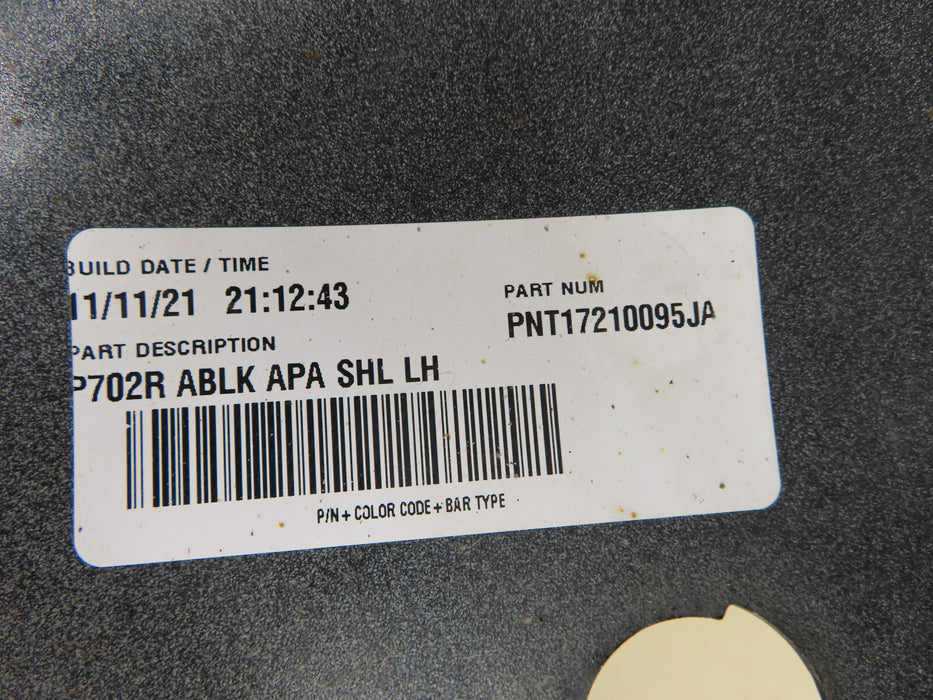 BUILD DATE / TIME
11/11/21 21:12:43
PART NUM
PNT17210095JA
PART DESCRIPTION
P702R ABLK APA SHL LH
P/N + COLOR CODE + BAR TYPE